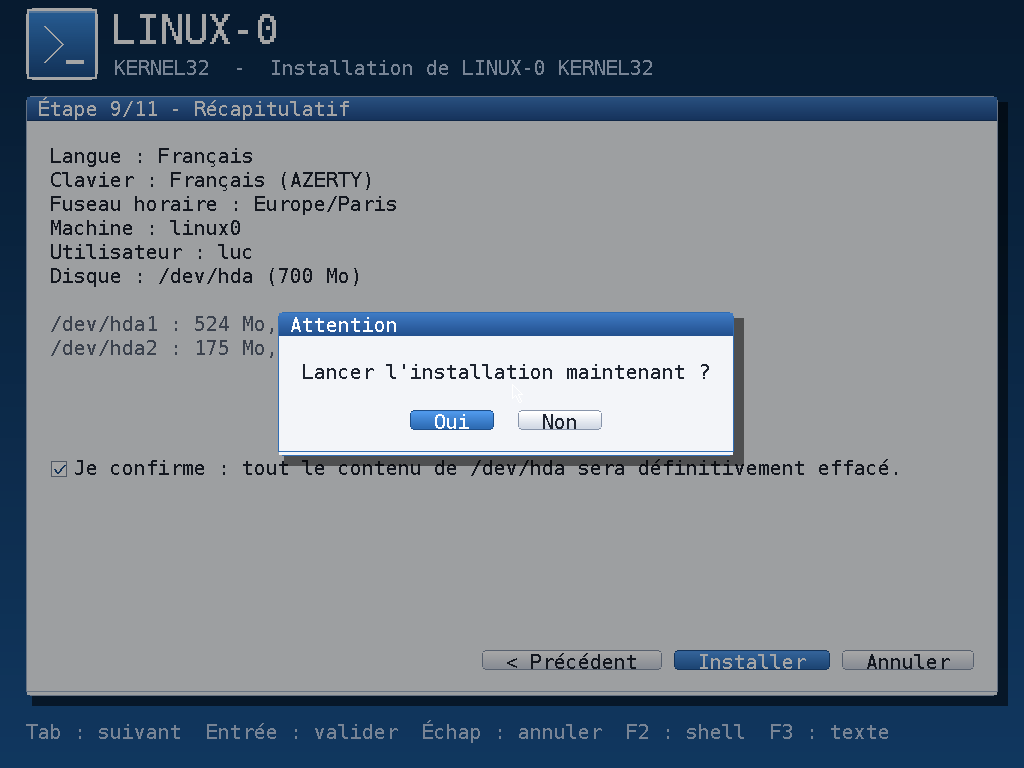 LINUX-0
KERNEL32 - Installation de LINUX-0 KERNEL32
Étape 9/11 - Récapitulatif
Langue : Français
Clavier : Français (AZERTY)
Fuseau horaire : Europe/Paris
Machine : linux0
Utilisateur : luc
Disque : /dev/hda (700 Mo)
/dev/hda1 : 524 Mo,
/dev/hda2 : 175 Mo,
Attention
Lancer l'installation maintenant ?
Oui Non
Je confirme : tout le contenu de /dev/hda sera définitivement effacé.
< Précédent Installer Annuler
Tab : suivant Entrée : valider Échap : annuler F2 : shell F3 : texte